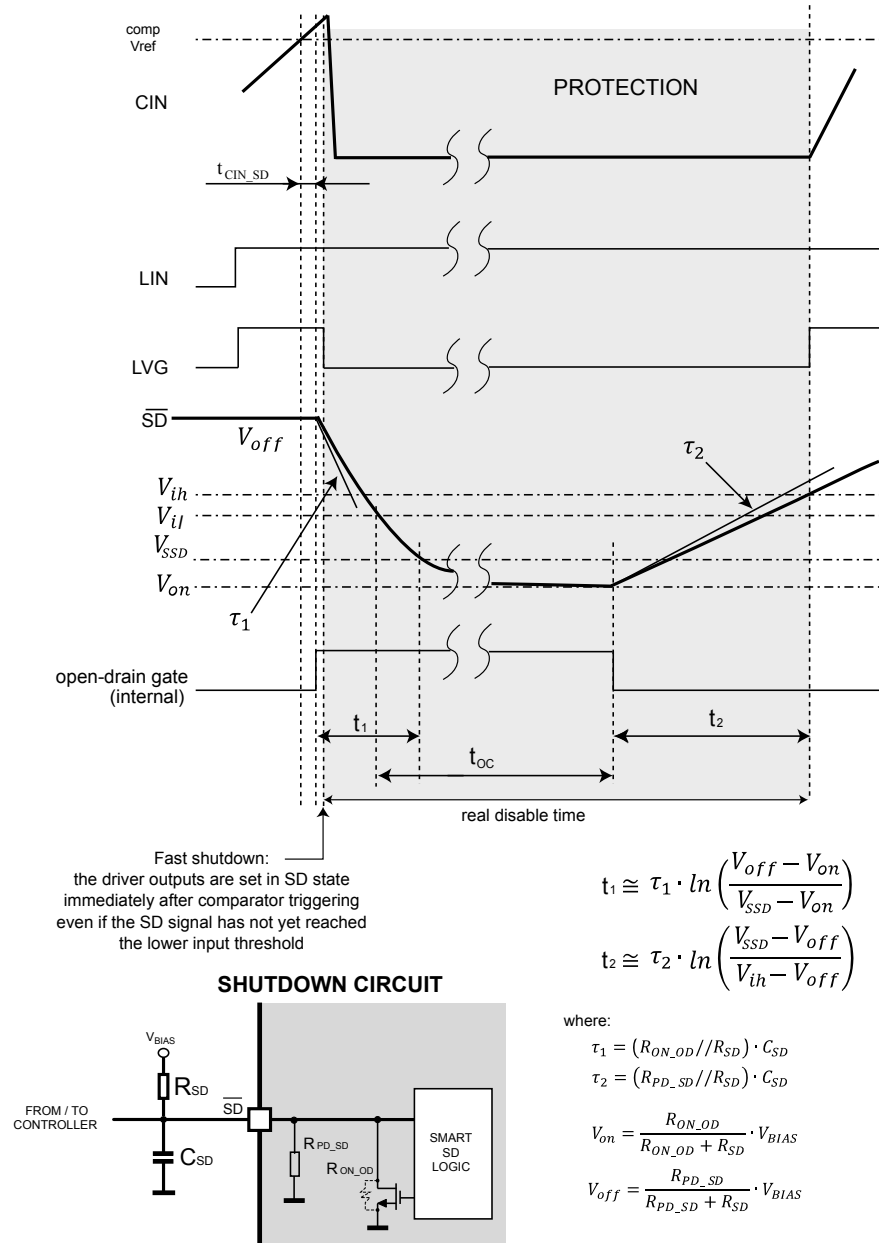 comp
Vref
CIN
PROTECTION
t_CIN_SD
LIN
LVG
S̅D̅
V_off
τ_2
V_ih
V_il
V_SSD
V_on
τ_1
open-drain gate
(internal)
t_1
t_2
t_OC
real disable time
Fast shutdown:
the driver outputs are set in SD state
immediately after comparator triggering
even if the SD signal has not yet reached
the lower input threshold
t_1 ≅ τ_1 · ln((V_off − V_on)/(V_SSD − V_on))
t_2 ≅ τ_2 · ln((V_SSD − V_off)/(V_ih − V_off))
SHUTDOWN CIRCUIT
where:
τ_1 = (R_ON_OD//R_SD) · C_SD
τ_2 = (R_PD_SD//R_SD) · C_SD
V_on = R_ON_OD/(R_ON_OD + R_SD) · V_BIAS
V_off = R_PD_SD/(R_PD_SD + R_SD) · V_BIAS
V_BIAS
R_SD
FROM / TO
CONTROLLER
S̅D̅
C_SD
R_PD_SD
R_ON_OD
SMART
SD
LOGIC